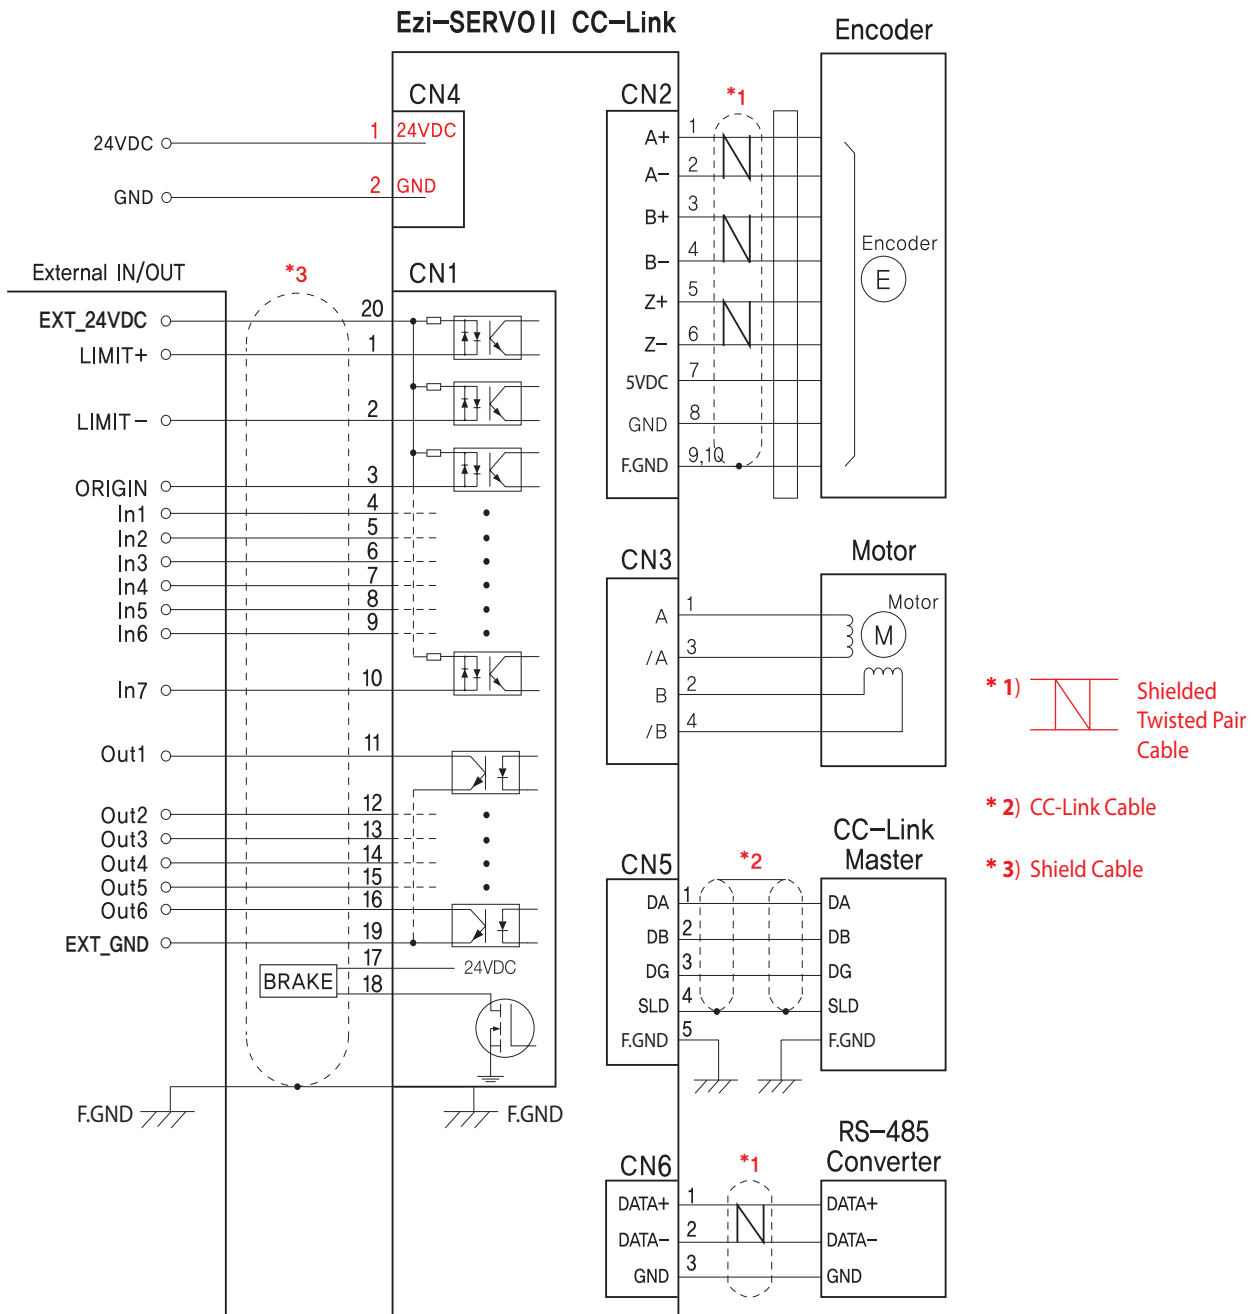 Ezi-SERVOII CC-Link
Encoder
CN4
24VDC
1 24VDC
GND
2 GND
CN2
*1
A+ 1
A- 2
B+ 3
B- 4
Z+ 5
Z- 6
5VDC 7
GND 8
F.GND 9,10
Encoder
E
External IN/OUT
*3
CN1
EXT_24VDC 20
LIMIT+ 1
LIMIT- 2
ORIGIN 3
In1 4
In2 5
In3 6
In4 7
In5 8
In6 9
In7 10
Out1 11
Out2 12
Out3 13
Out4 14
Out5 15
Out6 16
EXT_GND 19
BRAKE
17 24VDC
18
F.GND
F.GND
CN3
Motor
A 1
/A 3
B 2
/B 4
Motor
M
CN5
*2
CC-Link
Master
DA 1 DA
DB 2 DB
DG 3 DG
SLD 4 SLD
F.GND 5 F.GND
CN6
*1
RS-485
Converter
DATA+ 1 DATA+
DATA- 2 DATA-
GND 3 GND
* 1) Shielded
Twisted Pair
Cable
* 2) CC-Link Cable
* 3) Shield Cable